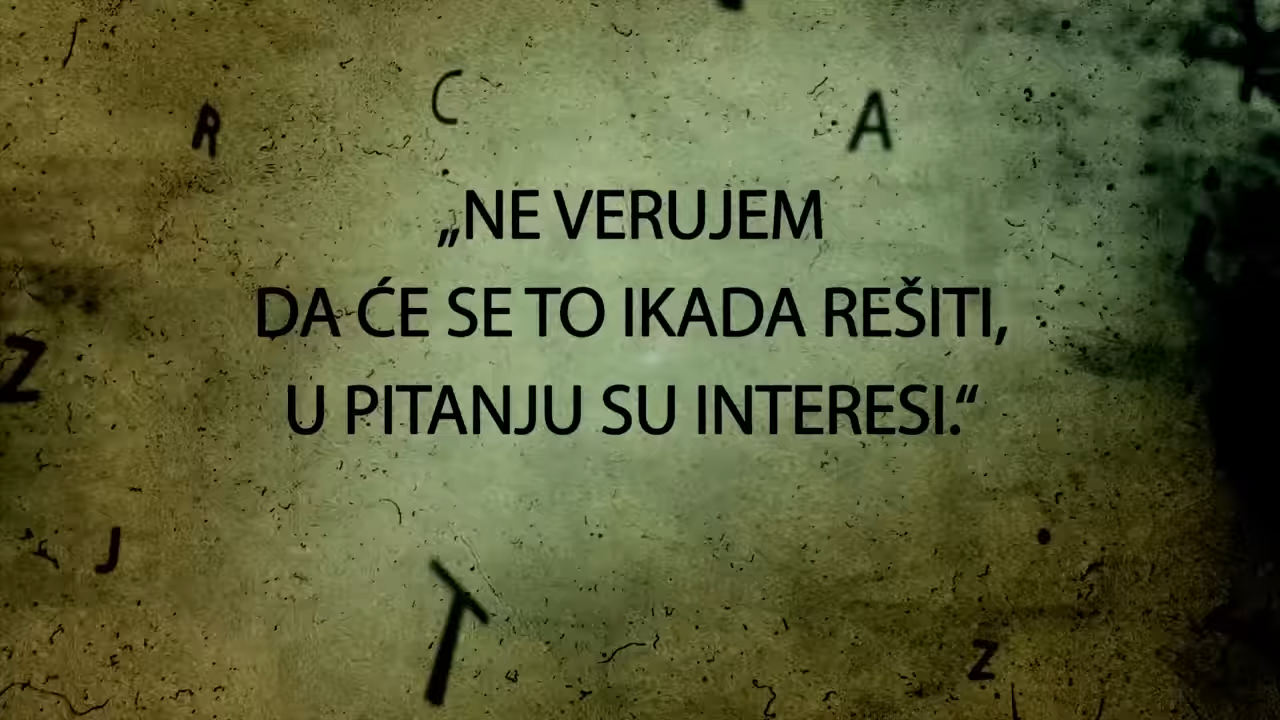 R
C
A
„NE VERUJEM
DA ĆE SE TO IKADA REŠITI,
U PITANJU SU INTERESI.“
Z
J
T
Z